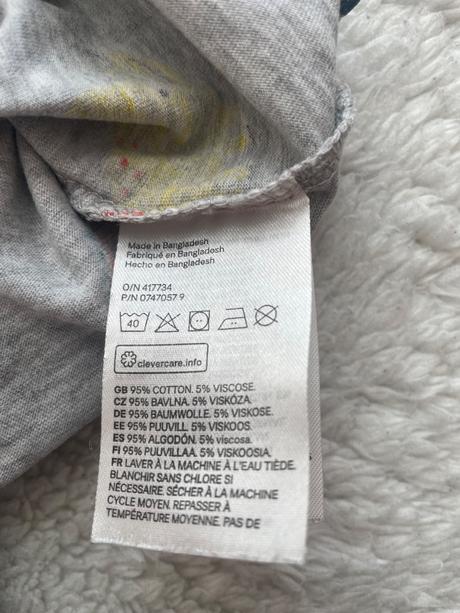 Made in Bangladesh
Fabriqué en Bangladesh
Hecho en Bangladesh
O/N 417734
P/N 0747057.9
40
clevercare.info
GB 95% COTTON. 5% VISCOSE.
CZ 95% BAVLNA. 5% VISKÓZA.
DE 95% BAUMWOLLE. 5% VISKOSE.
EE 95% PUUVILL. 5% VISKOOS.
ES 95% ALGODÓN. 5% viscosa.
FI 95% PUUVILLAA. 5% VISKOOSIA.
FR LAVER À LA MACHINE À L'EAU TIÈDE.
BLANCHIR SANS CHLORE SI
NÉCESSAIRE. SÉCHER À LA MACHINE
CYCLE MOYEN. REPASSER À
TEMPÉRATURE MOYENNE. PAS DE